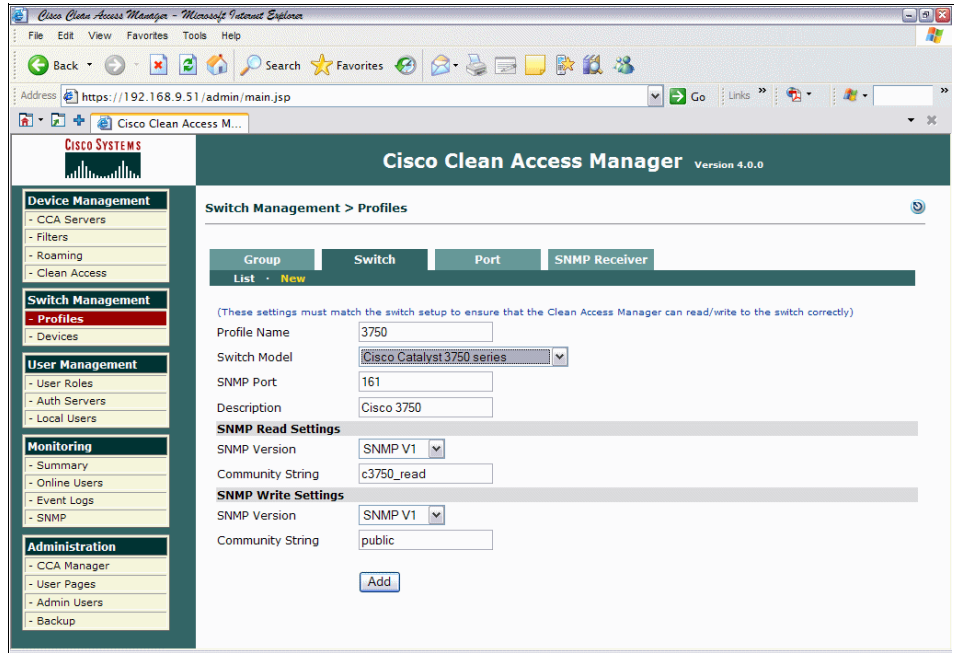 Cisco Clean Access Manager - Microsoft Internet Explorer
File Edit View Favorites Tools Help
Back Search Favorites
Address https://192.168.9.51/admin/main.jsp Go Links »
Cisco Clean Access M...
CISCO SYSTEMS
Cisco Clean Access Manager Version 4.0.0
Device Management
- CCA Servers
- Filters
- Roaming
- Clean Access
Switch Management
- Profiles
- Devices
User Management
- User Roles
- Auth Servers
- Local Users
Monitoring
- Summary
- Online Users
- Event Logs
- SNMP
Administration
- CCA Manager
- User Pages
- Admin Users
- Backup
Switch Management > Profiles
Group Switch Port SNMP Receiver
List · New
(These settings must match the switch setup to ensure that the Clean Access Manager can read/write to the switch correctly)
Profile Name 3750
Switch Model Cisco Catalyst 3750 series
SNMP Port 161
Description Cisco 3750
SNMP Read Settings
SNMP Version SNMP V1
Community String c3750_read
SNMP Write Settings
SNMP Version SNMP V1
Community String public
Add